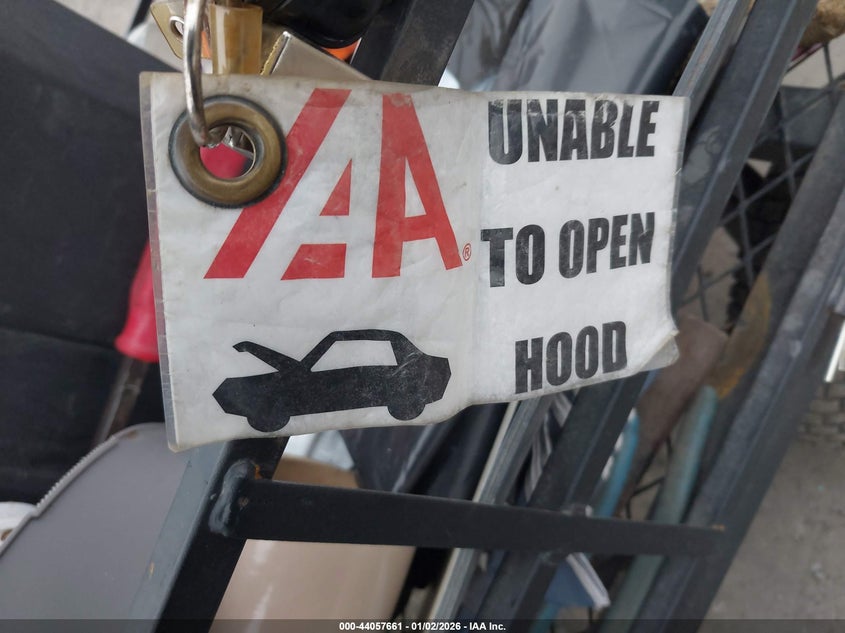 IAA®
UNABLE
TO OPEN
HOOD
000-44057661 - 01/02/2026 - IAA Inc.